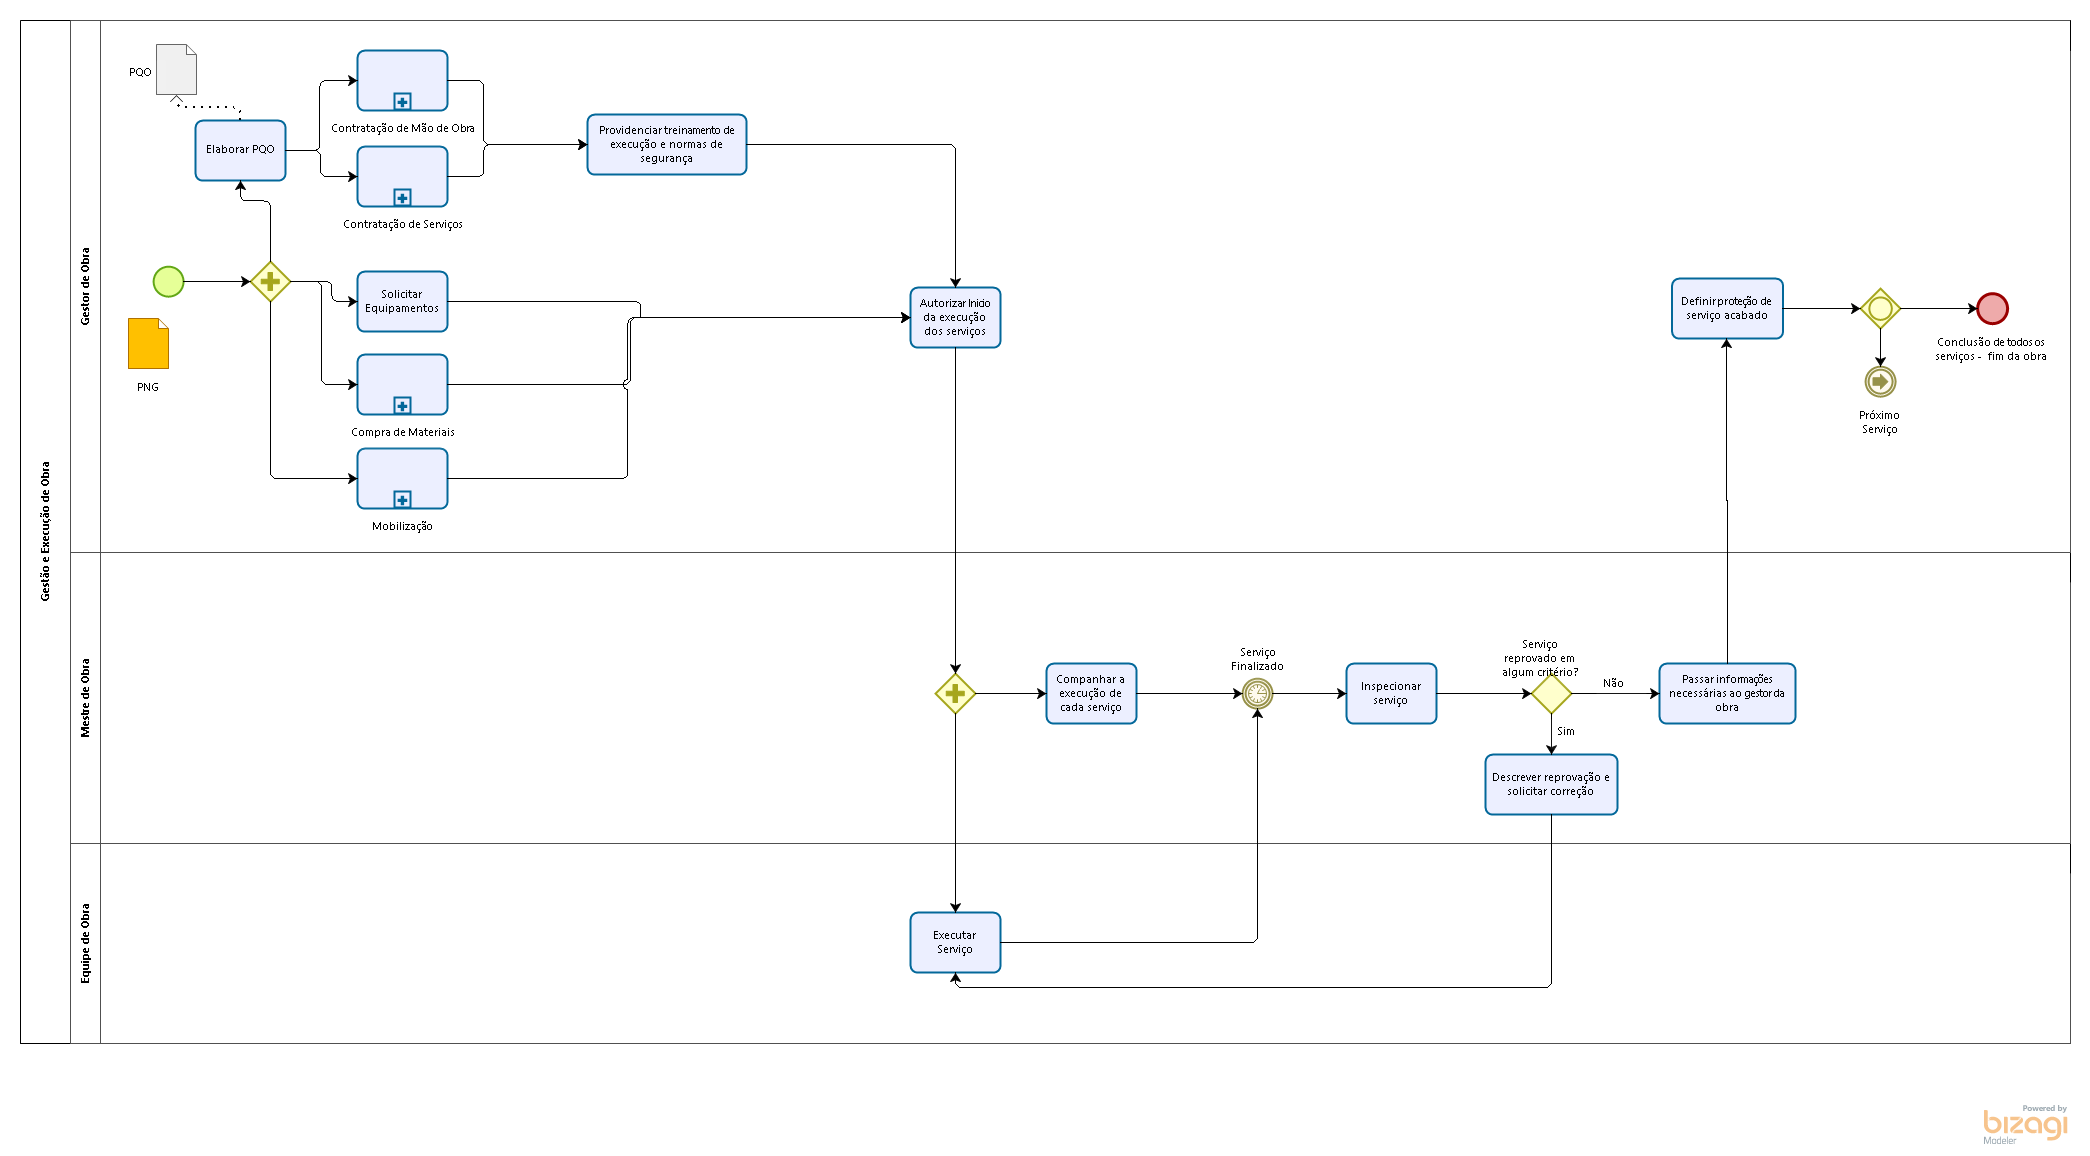 Gestão e Execução de Obra
Gestor de Obra
PQO
Elaborar PQO
Contratação de Mão de Obra
Contratação de Serviços
Providenciar treinamento de
execução e normas de
segurança
PNG
Solicitar
Equipamentos
Compra de Materiais
Mobilização
Autorizar Inicio
da execução
dos serviços
Definir proteção de
serviço acabado
Conclusão de todos os
serviços - fim da obra
Próximo
Serviço
Mestre de Obra
Companhar a
execução de
cada serviço
Serviço
Finalizado
Inspecionar
serviço
Serviço
reprovado em
algum critério?
Não
Sim
Passar informações
necessárias ao gestor da
obra
Descrever reprovação e
solicitar correção
Equipe de Obra
Executar
Serviço
Powered by
bizagi
Modeler